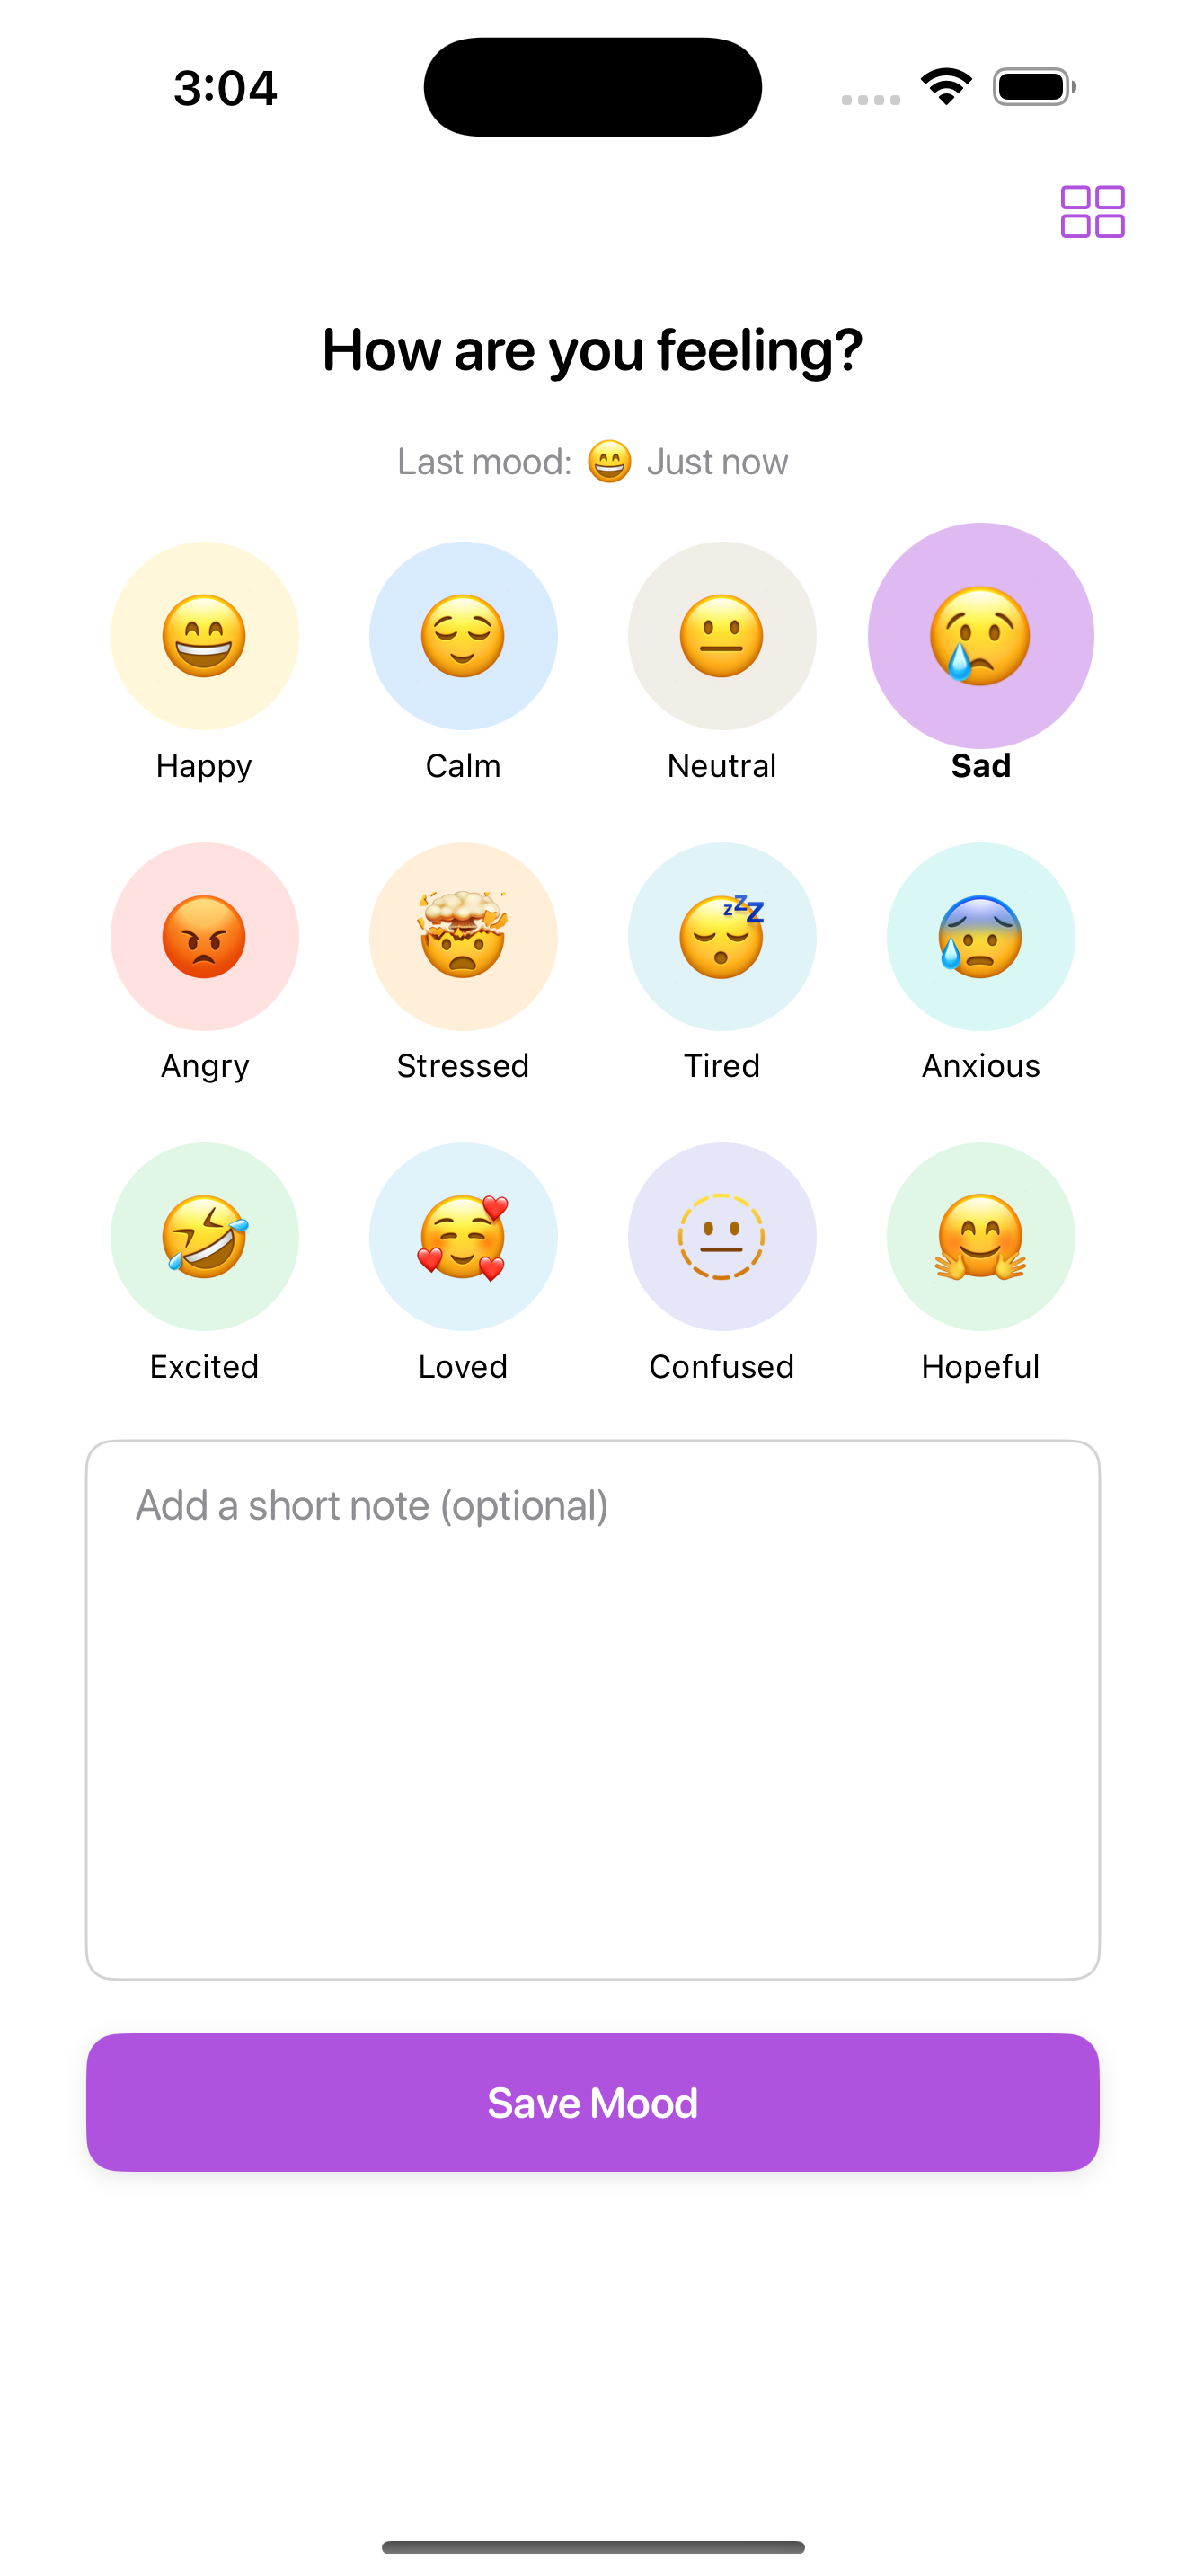 3:04
How are you feeling?
Last mood: 😄 Just now
Happy Calm Neutral Sad
Angry Stressed Tired Anxious
Excited Loved Confused Hopeful
Add a short note (optional)
Save Mood